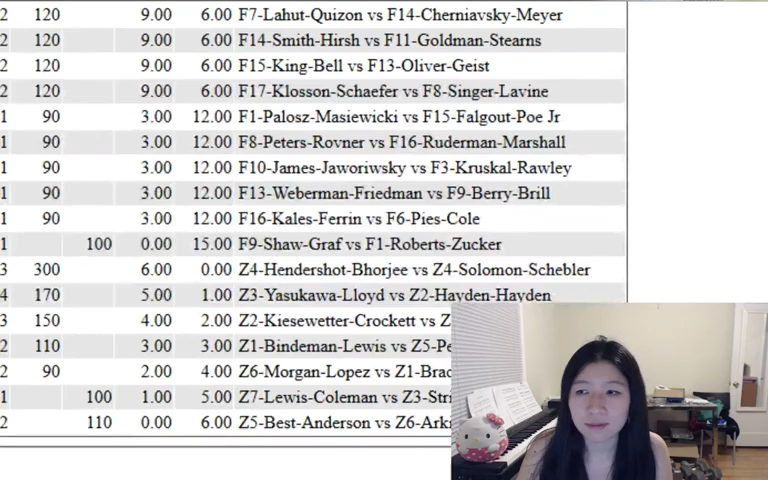 2 120 9.00 6.00 F7-Lahut-Quizon vs F14-Cherniavsky-Meyer
2 120 9.00 6.00 F14-Smith-Hirsh vs F11-Goldman-Stearns
2 120 9.00 6.00 F15-King-Bell vs F13-Oliver-Geist
2 120 9.00 6.00 F17-Klosson-Schaefer vs F8-Singer-Lavine
1 90 3.00 12.00 F1-Palosz-Masiewicki vs F15-Falgout-Poe Jr
1 90 3.00 12.00 F8-Peters-Rovner vs F16-Ruderman-Marshall
1 90 3.00 12.00 F10-James-Jaworiwsky vs F3-Kruskal-Rawley
1 90 3.00 12.00 F13-Weberman-Friedman vs F9-Berry-Brill
1 90 3.00 12.00 F16-Kales-Ferrin vs F6-Pies-Cole
1 100 0.00 15.00 F9-Shaw-Graf vs F1-Roberts-Zucker
3 300 6.00 0.00 Z4-Hendershot-Bhorjee vs Z4-Solomon-Schebler
4 170 5.00 1.00 Z3-Yasukawa-Lloyd vs Z2-Hayden-Hayden
3 150 4.00 2.00 Z2-Kiesewetter-Crockett vs Z
2 110 3.00 3.00 Z1-Bindeman-Lewis vs Z5-Pe
2 90 2.00 4.00 Z6-Morgan-Lopez vs Z1-Bra
1 100 1.00 5.00 Z7-Lewis-Coleman vs Z3-Str
2 110 0.00 6.00 Z5-Best-Anderson vs Z6-Ark